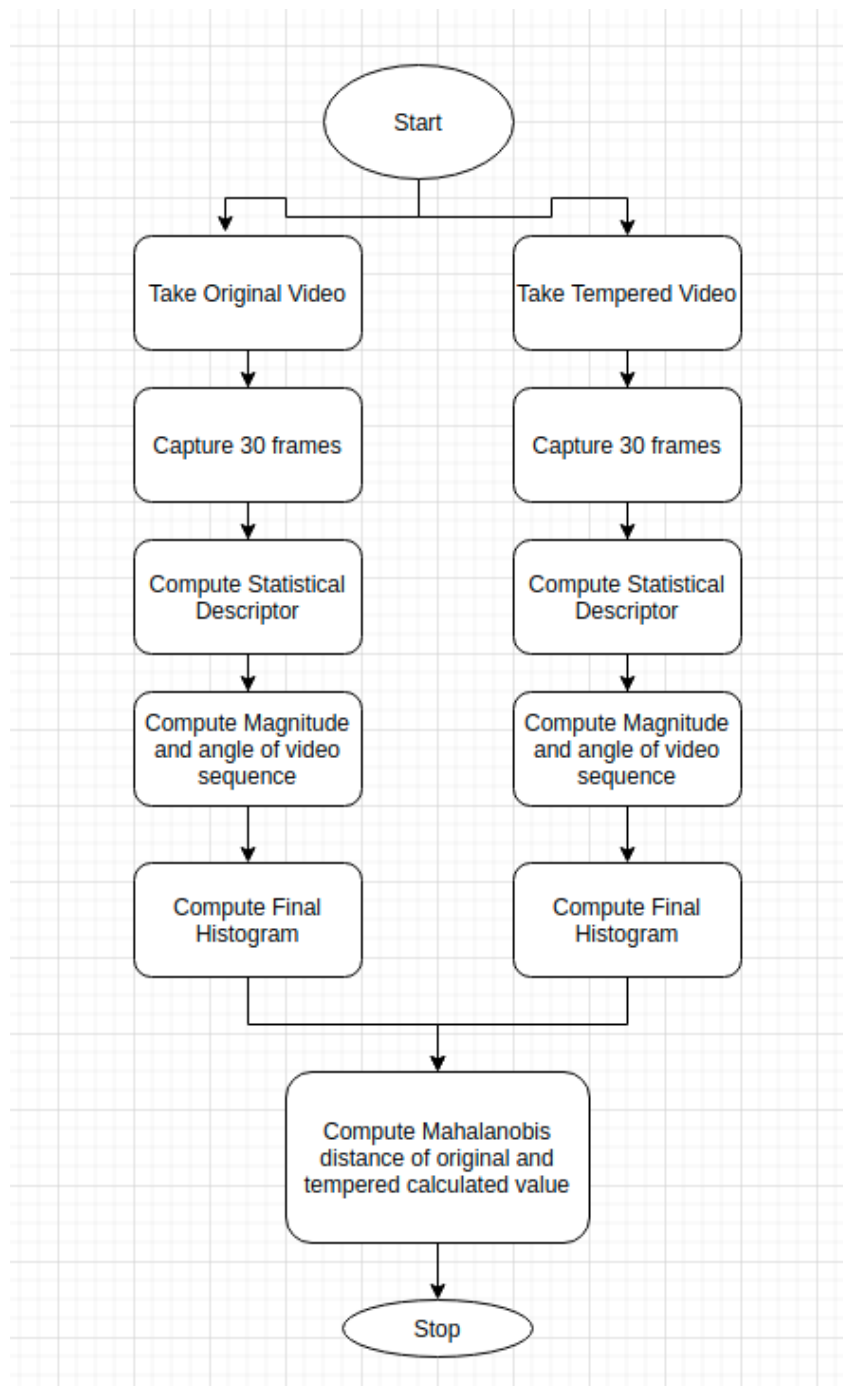 Start
Take Original Video
Take Tempered Video
Capture 30 frames
Capture 30 frames
Compute Statistical
Descriptor
Compute Statistical
Descriptor
Compute Magnitude
and angle of video
sequence
Compute Magnitude
and angle of video
sequence
Compute Final
Histogram
Compute Final
Histogram
Compute Mahalanobis
distance of original and
tempered calculated value
Stop